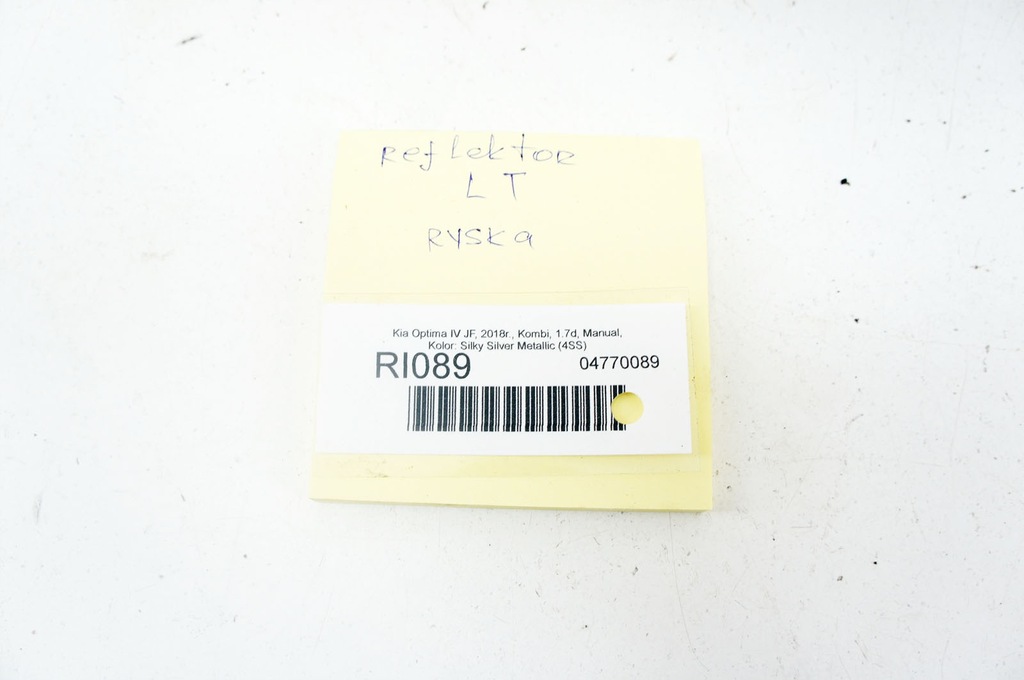 Reflektor
LT
RYSKA
Kia Optima IV JF, 2018r., Kombi, 1.7d, Manual,
Kolor: Silky Silver Metallic (4SS)
RI089 04770089